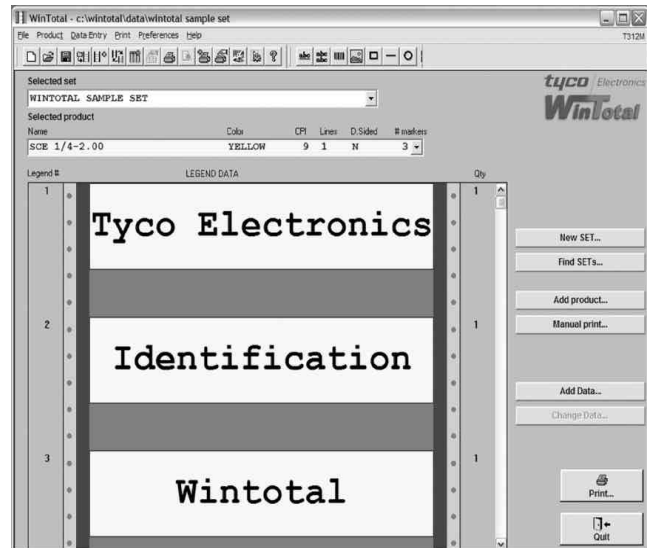 WinTotal - c:\wintotal\data\wintotal sample set
File Product Data Entry Print Preferences Help
T312M
abc
Selected set
tyco Electronics
WINTOTAL SAMPLE SET
WinTotal
Selected product
Name Color CPI Lines D.Sided # markers
SCE 1/4-2.00 YELLOW 9 1 N 3
Legend # LEGEND DATA Qty
1 Tyco Electronics 1
New SET...
Find SETs...
Add product...
2 Identification 1
Manual print...
Add Data...
Change Data...
3 Wintotal 1
Print...
Quit